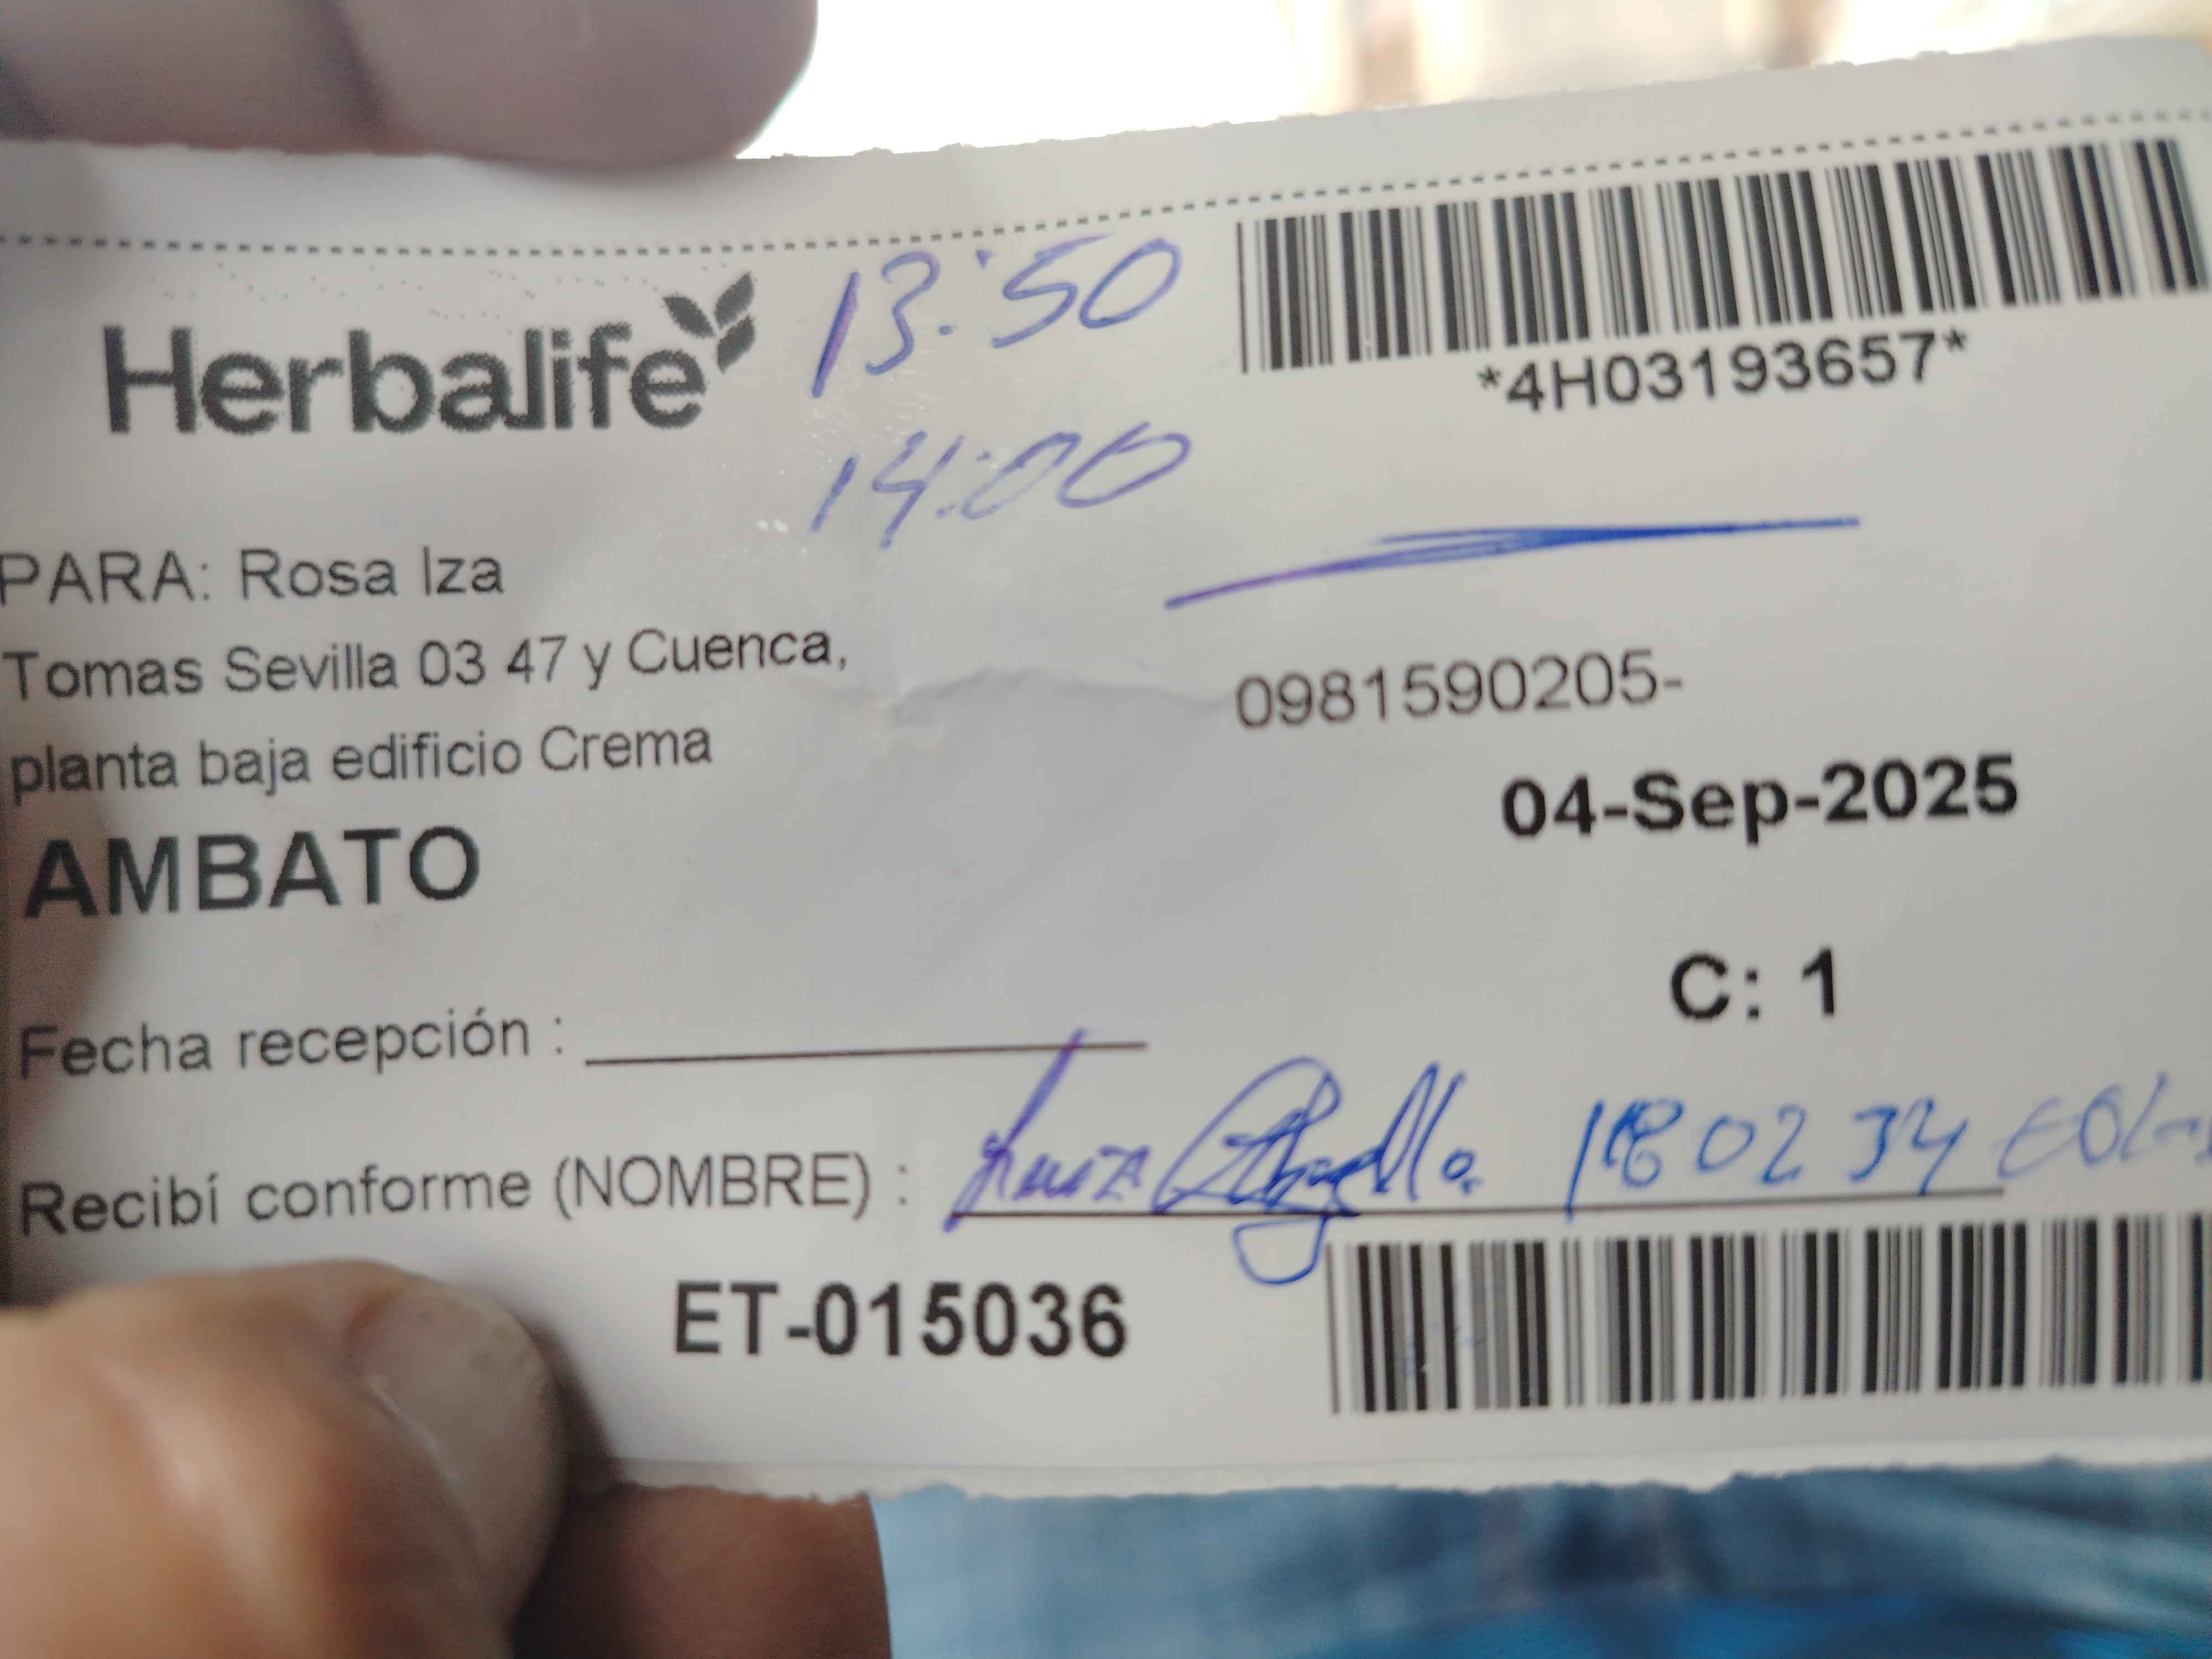 Herbalife
13:50
14:00
*4H03193657*
PARA: Rosa Iza
Tomas Sevilla 03 47 y Cuenca,
planta baja edificio Crema
AMBATO
0981590205-
04-Sep-2025
C: 1
Fecha recepción :
Recibí conforme (NOMBRE) : 180234
ET-015036